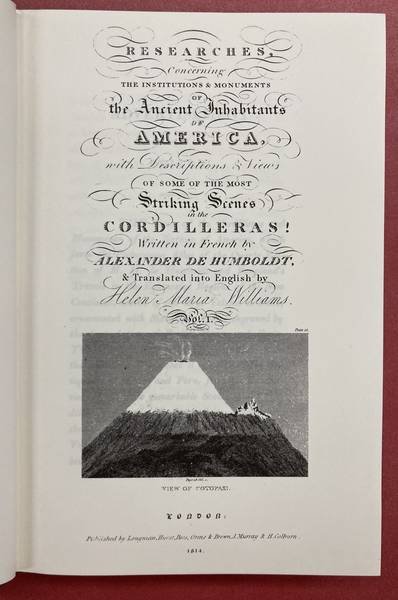 RESEARCHES,
Concerning
THE INSTITUTIONS & MONUMENTS
OF
the Ancient Inhabitants
OF
AMERICA,
with Descriptions & Views
OF SOME OF THE MOST
Striking Scenes
in the
CORDILLERAS!
Written in French by
ALEXANDER DE HUMBOLDT,
& Translated into English by
Helen Maria Williams.
Vol. I.
VIEW OF COTOPAXI.
LONDON:
Published by Longman, Hurst, Rees, Orme & Brown, J. Murray & H. Colburn.
1814.